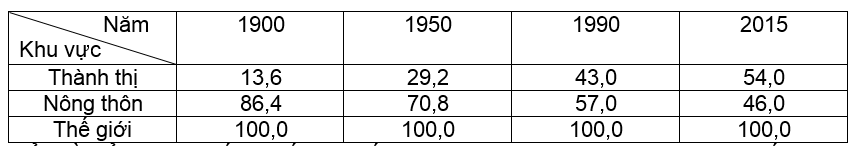 Năm 1900 1950 1990 2015
Khu vực
Thành thị 13,6 29,2 43,0 54,0
Nông thôn 86,4 70,8 57,0 46,0
Thế giới 100,0 100,0 100,0 100,0